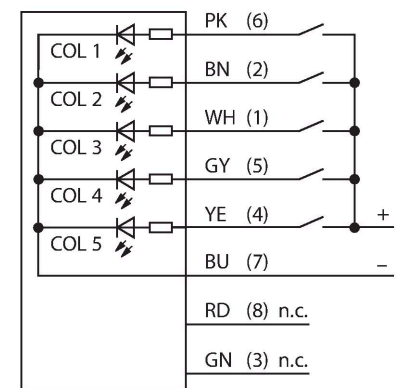 PK (6)
COL 1
BN (2)
COL 2
WH (1)
COL 3
GY (5)
COL 4
YE (4) +
COL 5
BU (7) –
RD (8) n.c.
GN (3) n.c.